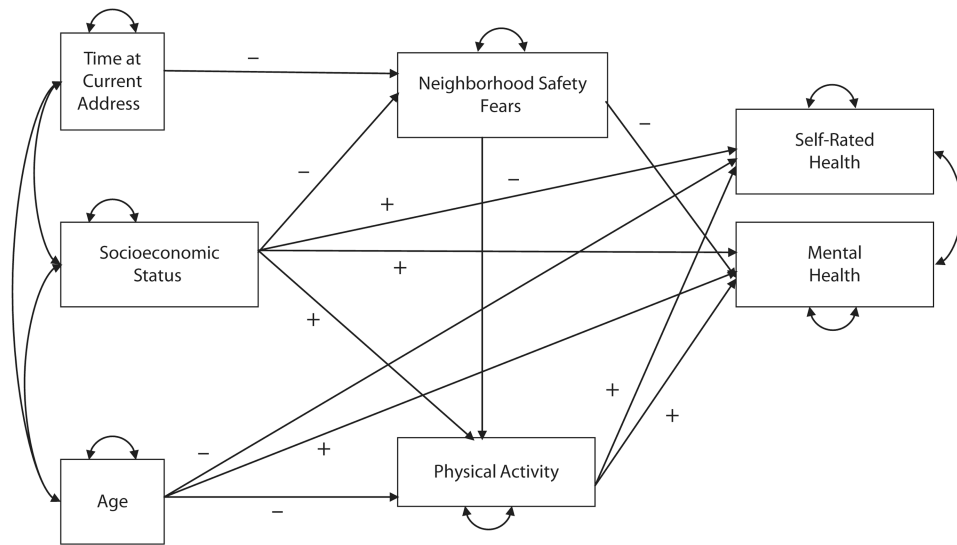 Time at
Current
Address
–
Neighborhood Safety
Fears
–
Self-Rated
Health
–
–
+
Socioeconomic
Status
+
Mental
Health
+
+
+
–
+
Physical Activity
Age
–